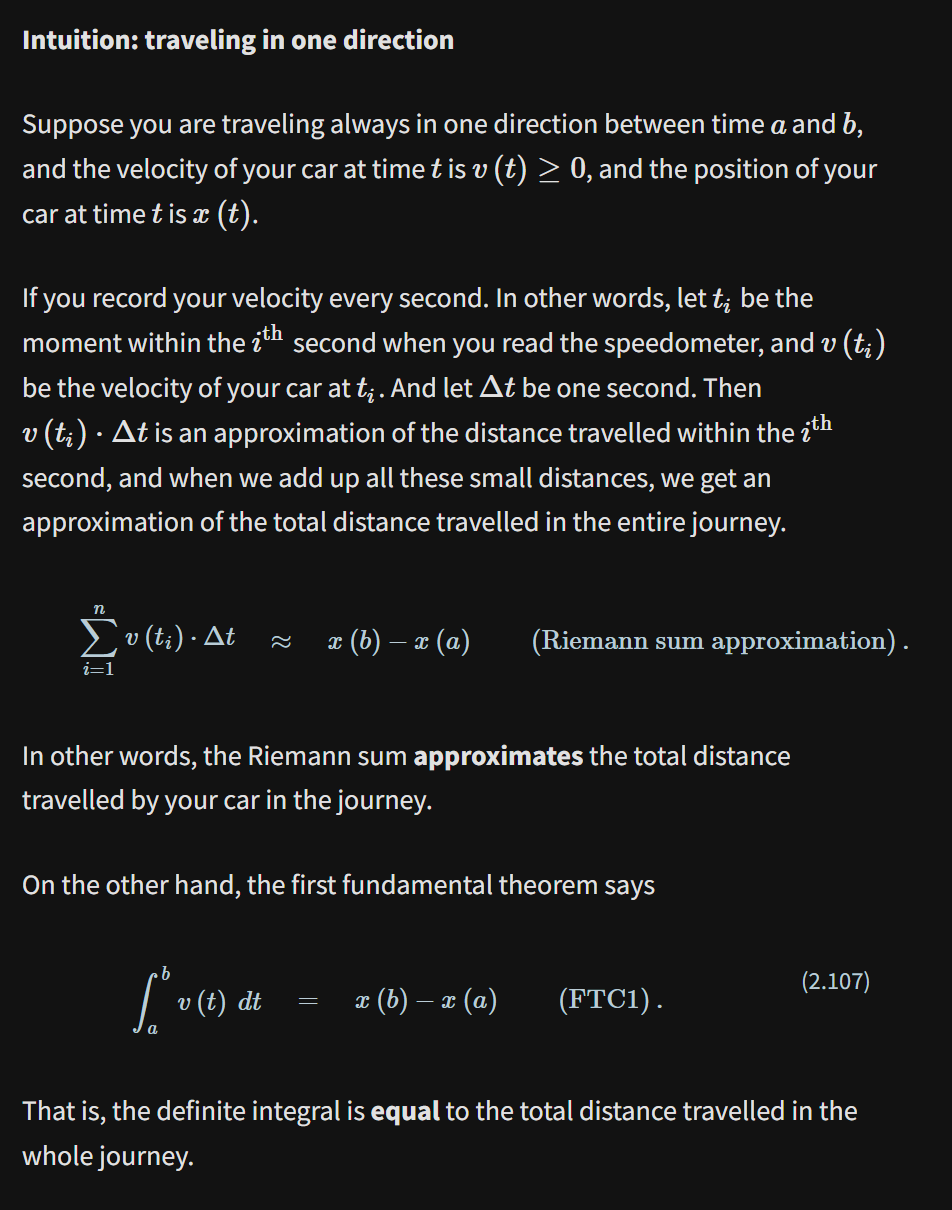 Intuition: traveling in one direction
Suppose you are traveling always in one direction between time a and b,
and the velocity of your car at time t is v (t) ≥ 0, and the position of your
car at time t is x (t).
If you record your velocity every second. In other words, let tᵢ be the
moment within the iᵗʰ second when you read the speedometer, and v (tᵢ)
be the velocity of your car at tᵢ. And let Δt be one second. Then
v (tᵢ) · Δt is an approximation of the distance travelled within the iᵗʰ
second, and when we add up all these small distances, we get an
approximation of the total distance travelled in the entire journey.
∑ᵢ₌₁ⁿ v (tᵢ) · Δt ≈ x (b) – x (a) (Riemann sum approximation) .
In other words, the Riemann sum approximates the total distance
travelled by your car in the journey.
On the other hand, the first fundamental theorem says
∫ₐᵇ v (t) dt = x (b) – x (a) (FTC1) . (2.107)
That is, the definite integral is equal to the total distance travelled in the
whole journey.